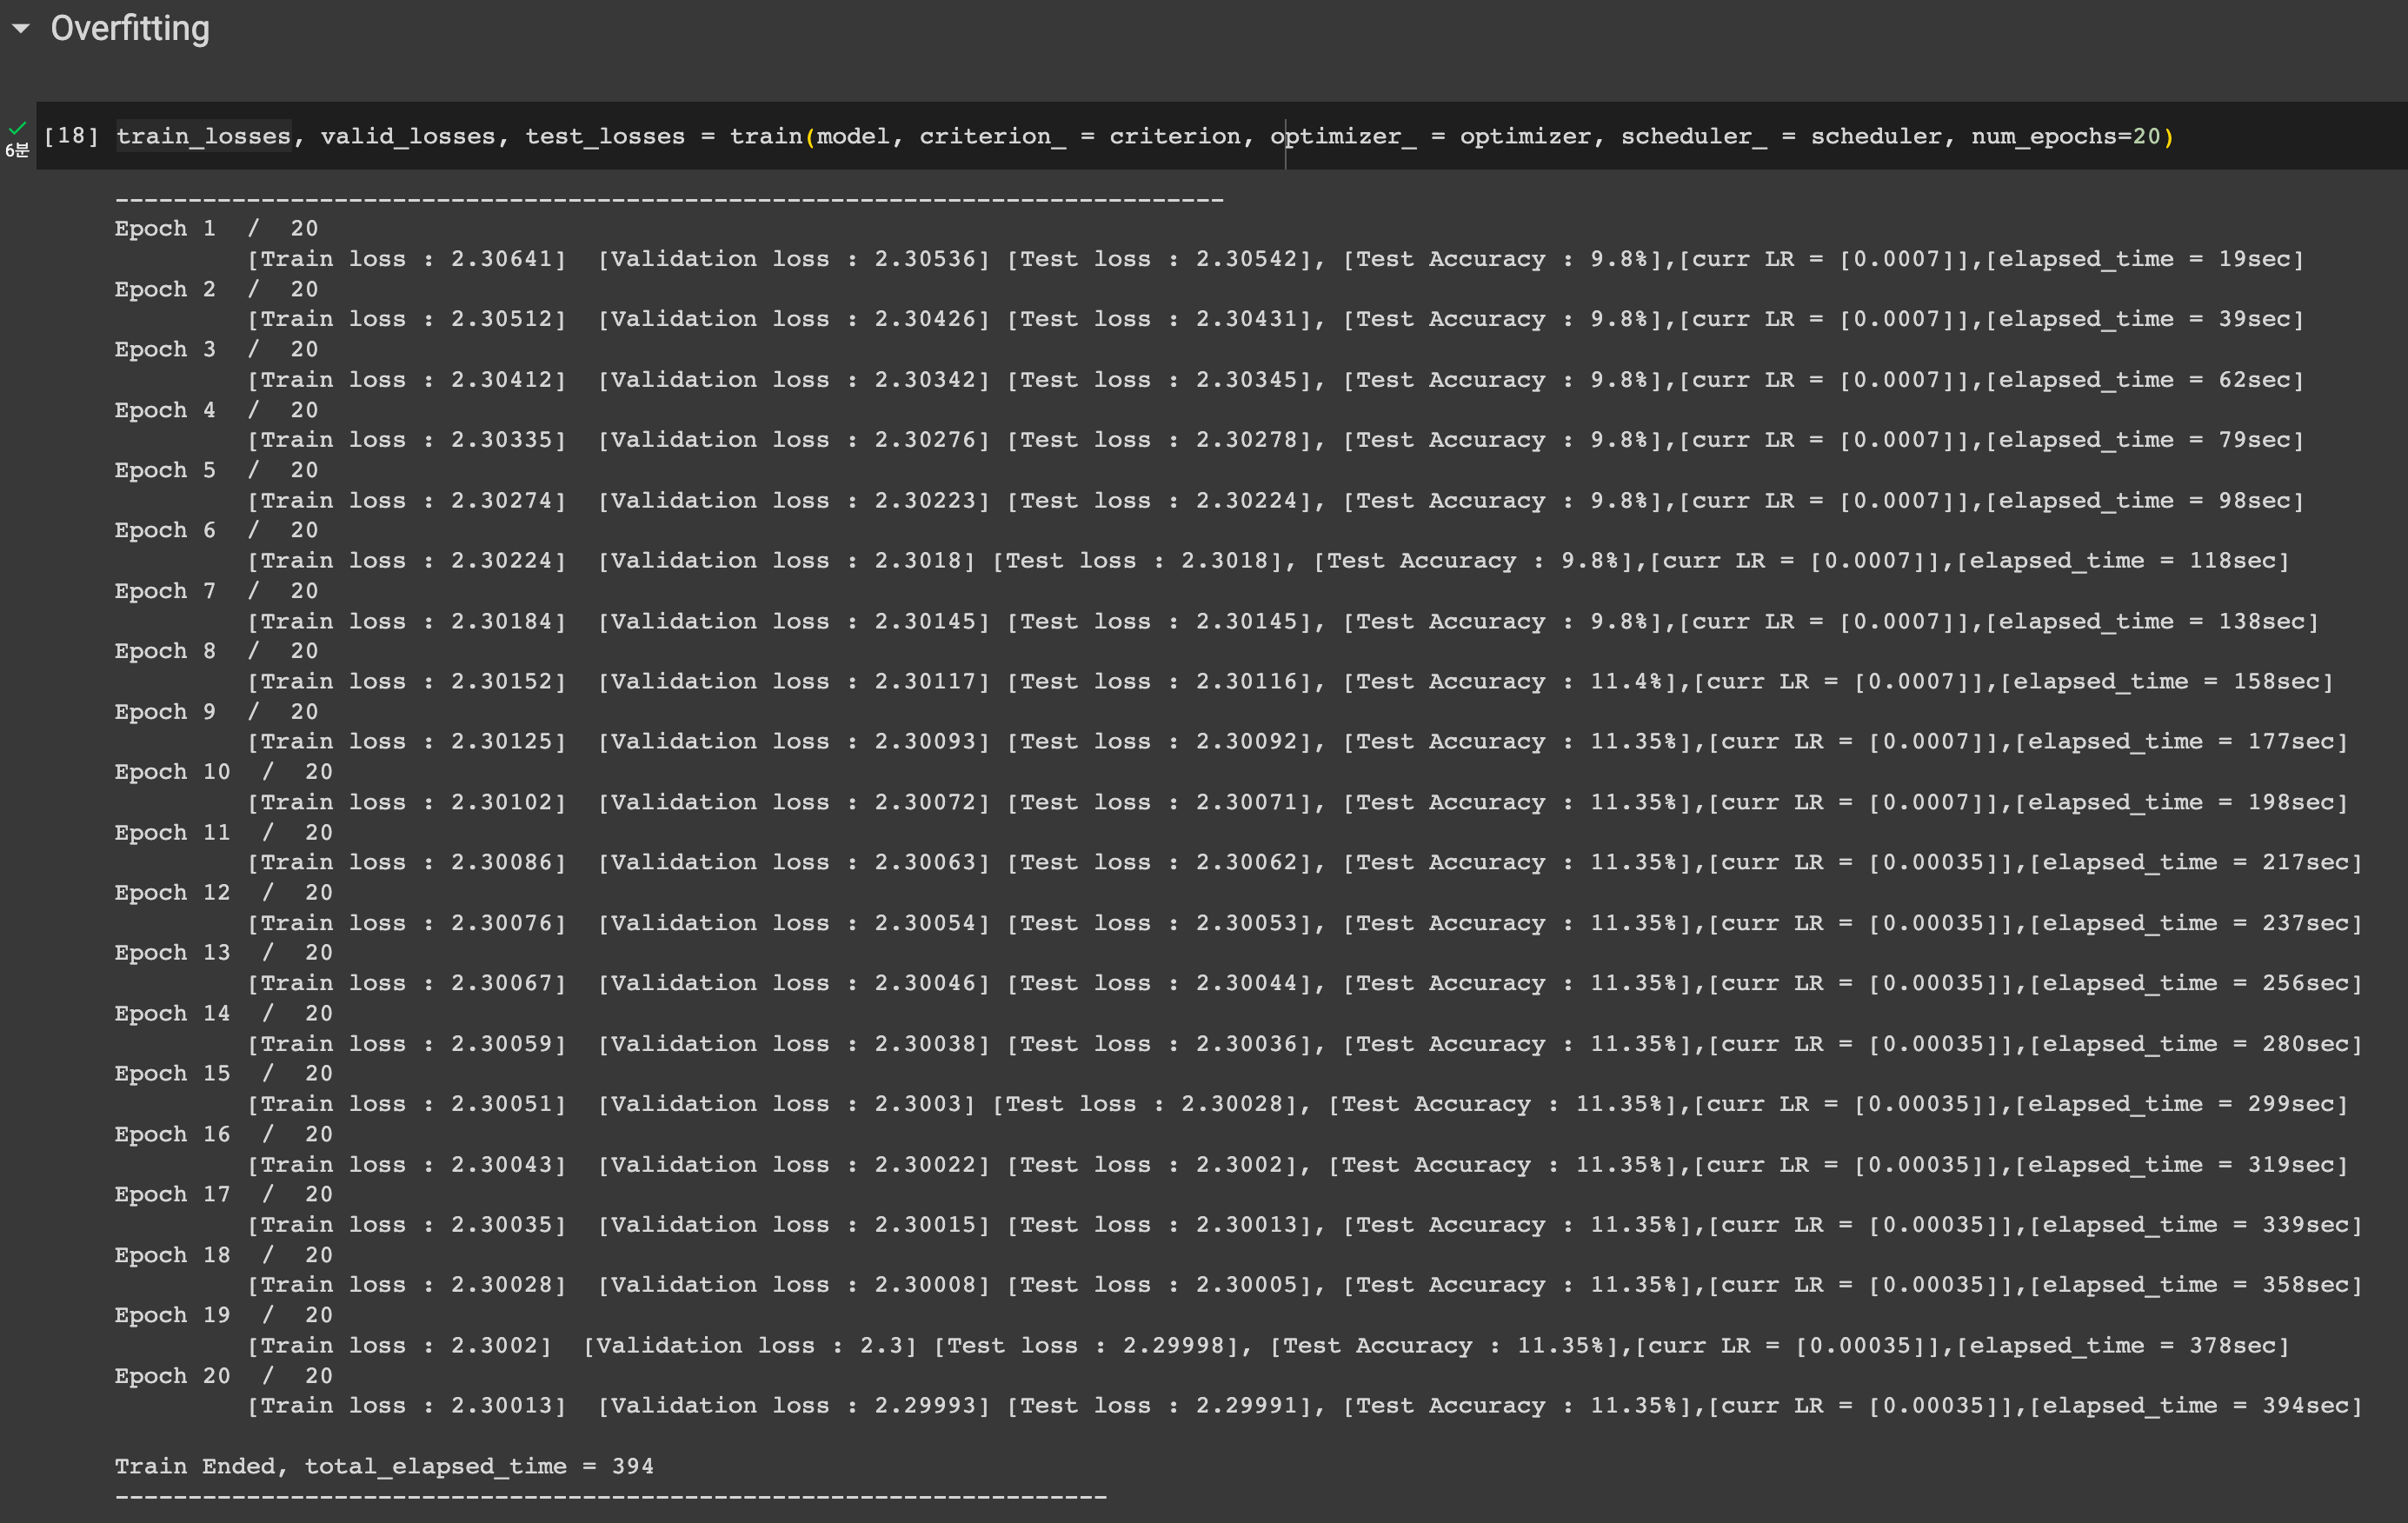 Overfitting
6분
[18] train_losses, valid_losses, test_losses = train(model, criterion_ = criterion, optimizer_ = optimizer, scheduler_ = scheduler, num_epochs=20)
----------------------------------------------------------------------------
Epoch 1  /  20
[Train loss : 2.30641]  [Validation loss : 2.30536] [Test loss : 2.30542], [Test Accuracy : 9.8%],[curr LR = [0.0007]],[elapsed_time = 19sec]
Epoch 2  /  20
[Train loss : 2.30512]  [Validation loss : 2.30426] [Test loss : 2.30431], [Test Accuracy : 9.8%],[curr LR = [0.0007]],[elapsed_time = 39sec]
Epoch 3  /  20
[Train loss : 2.30412]  [Validation loss : 2.30342] [Test loss : 2.30345], [Test Accuracy : 9.8%],[curr LR = [0.0007]],[elapsed_time = 62sec]
Epoch 4  /  20
[Train loss : 2.30335]  [Validation loss : 2.30276] [Test loss : 2.30278], [Test Accuracy : 9.8%],[curr LR = [0.0007]],[elapsed_time = 79sec]
Epoch 5  /  20
[Train loss : 2.30274]  [Validation loss : 2.30223] [Test loss : 2.30224], [Test Accuracy : 9.8%],[curr LR = [0.0007]],[elapsed_time = 98sec]
Epoch 6  /  20
[Train loss : 2.30224]  [Validation loss : 2.3018] [Test loss : 2.3018], [Test Accuracy : 9.8%],[curr LR = [0.0007]],[elapsed_time = 118sec]
Epoch 7  /  20
[Train loss : 2.30184]  [Validation loss : 2.30145] [Test loss : 2.30145], [Test Accuracy : 9.8%],[curr LR = [0.0007]],[elapsed_time = 138sec]
Epoch 8  /  20
[Train loss : 2.30152]  [Validation loss : 2.30117] [Test loss : 2.30116], [Test Accuracy : 11.4%],[curr LR = [0.0007]],[elapsed_time = 158sec]
Epoch 9  /  20
[Train loss : 2.30125]  [Validation loss : 2.30093] [Test loss : 2.30092], [Test Accuracy : 11.35%],[curr LR = [0.0007]],[elapsed_time = 177sec]
Epoch 10  /  20
[Train loss : 2.30102]  [Validation loss : 2.30072] [Test loss : 2.30071], [Test Accuracy : 11.35%],[curr LR = [0.0007]],[elapsed_time = 198sec]
Epoch 11  /  20
[Train loss : 2.30086]  [Validation loss : 2.30063] [Test loss : 2.30062], [Test Accuracy : 11.35%],[curr LR = [0.00035]],[elapsed_time = 217sec]
Epoch 12  /  20
[Train loss : 2.30076]  [Validation loss : 2.30054] [Test loss : 2.30053], [Test Accuracy : 11.35%],[curr LR = [0.00035]],[elapsed_time = 237sec]
Epoch 13  /  20
[Train loss : 2.30067]  [Validation loss : 2.30046] [Test loss : 2.30044], [Test Accuracy : 11.35%],[curr LR = [0.00035]],[elapsed_time = 256sec]
Epoch 14  /  20
[Train loss : 2.30059]  [Validation loss : 2.30038] [Test loss : 2.30036], [Test Accuracy : 11.35%],[curr LR = [0.00035]],[elapsed_time = 280sec]
Epoch 15  /  20
[Train loss : 2.30051]  [Validation loss : 2.3003] [Test loss : 2.30028], [Test Accuracy : 11.35%],[curr LR = [0.00035]],[elapsed_time = 299sec]
Epoch 16  /  20
[Train loss : 2.30043]  [Validation loss : 2.30022] [Test loss : 2.3002], [Test Accuracy : 11.35%],[curr LR = [0.00035]],[elapsed_time = 319sec]
Epoch 17  /  20
[Train loss : 2.30035]  [Validation loss : 2.30015] [Test loss : 2.30013], [Test Accuracy : 11.35%],[curr LR = [0.00035]],[elapsed_time = 339sec]
Epoch 18  /  20
[Train loss : 2.30028]  [Validation loss : 2.30008] [Test loss : 2.30005], [Test Accuracy : 11.35%],[curr LR = [0.00035]],[elapsed_time = 358sec]
Epoch 19  /  20
[Train loss : 2.3002]  [Validation loss : 2.3] [Test loss : 2.29998], [Test Accuracy : 11.35%],[curr LR = [0.00035]],[elapsed_time = 378sec]
Epoch 20  /  20
[Train loss : 2.30013]  [Validation loss : 2.29993] [Test loss : 2.29991], [Test Accuracy : 11.35%],[curr LR = [0.00035]],[elapsed_time = 394sec]
Train Ended, total_elapsed_time = 394
--------------------------------------------------------------------